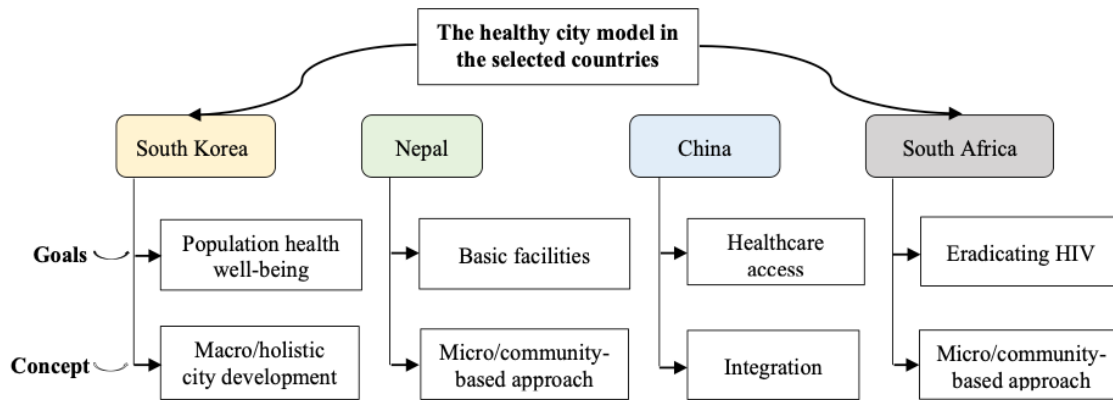 The healthy city model in
the selected countries
South Korea
Nepal
China
South Africa
Goals
Population health
well-being
Basic facilities
Healthcare
access
Eradicating HIV
Concept
Macro/holistic
city development
Micro/community-
based approach
Integration
Micro/community-
based approach